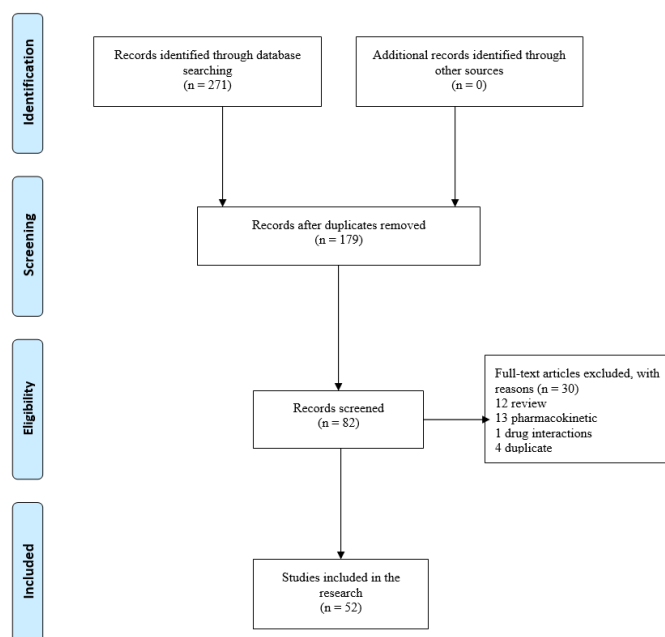 Identification
Records identified through database
searching
(n = 271)
Additional records identified through
other sources
(n = 0)
Screening
Records after duplicates removed
(n = 179)
Eligibility
Records screened
(n = 82)
Full-text articles excluded, with
reasons (n = 30)
12 review
13 pharmacokinetic
1 drug interactions
4 duplicate
Included
Studies included in the
research
(n = 52)